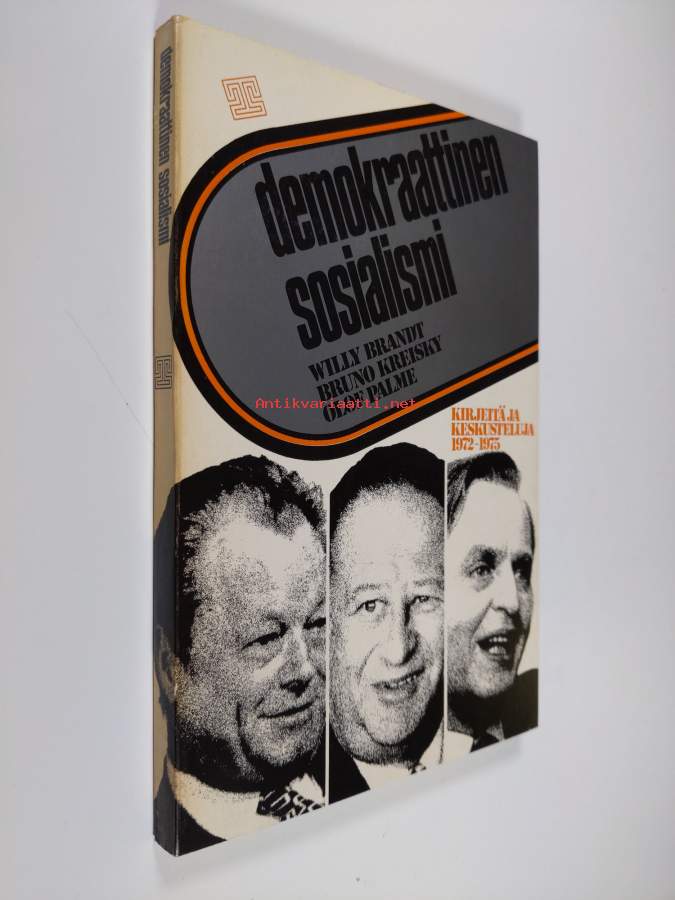 demokraattinen sosialismi
demokraattinen
sosialismi
WILLY BRANDT
BRUNO KREISKY
OLOF PALME
Antikvariaatti.net
KIRJEITÄ JA
KESKUSTELUJA
1972-1975